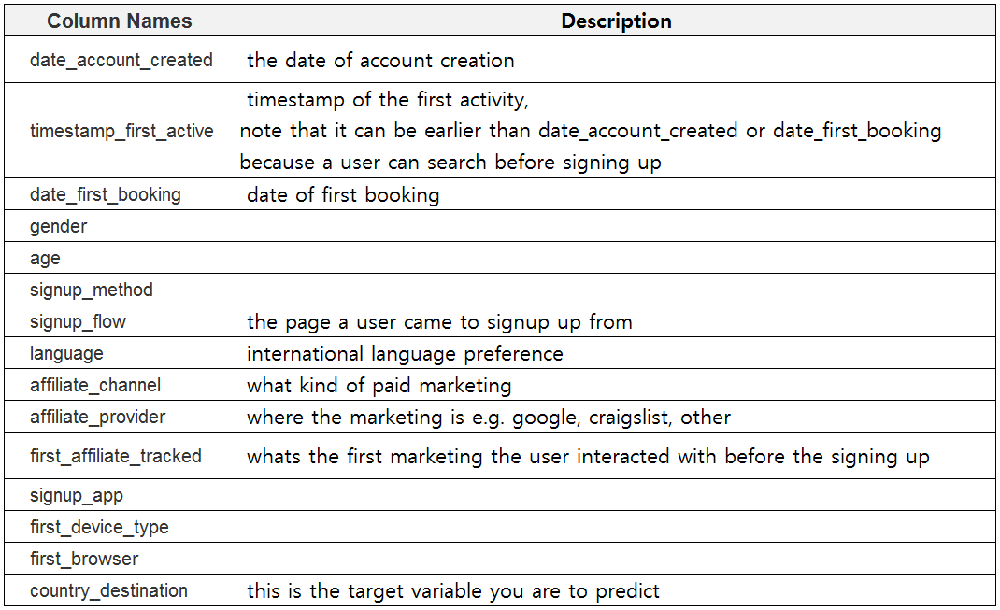 Column Names Description
date_account_created the date of account creation
timestamp of the first activity,
timestamp_first_active note that it can be earlier than date_account_created or date_first_booking
because a user can search before signing up
date_first_booking date of first booking
gender
age
signup_method
signup_flow the page a user came to signup up from
language international language preference
affiliate_channel what kind of paid marketing
affiliate_provider where the marketing is e.g. google, craigslist, other
first_affiliate_tracked whats the first marketing the user interacted with before the signing up
signup_app
first_device_type
first_browser
country_destination this is the target variable you are to predict